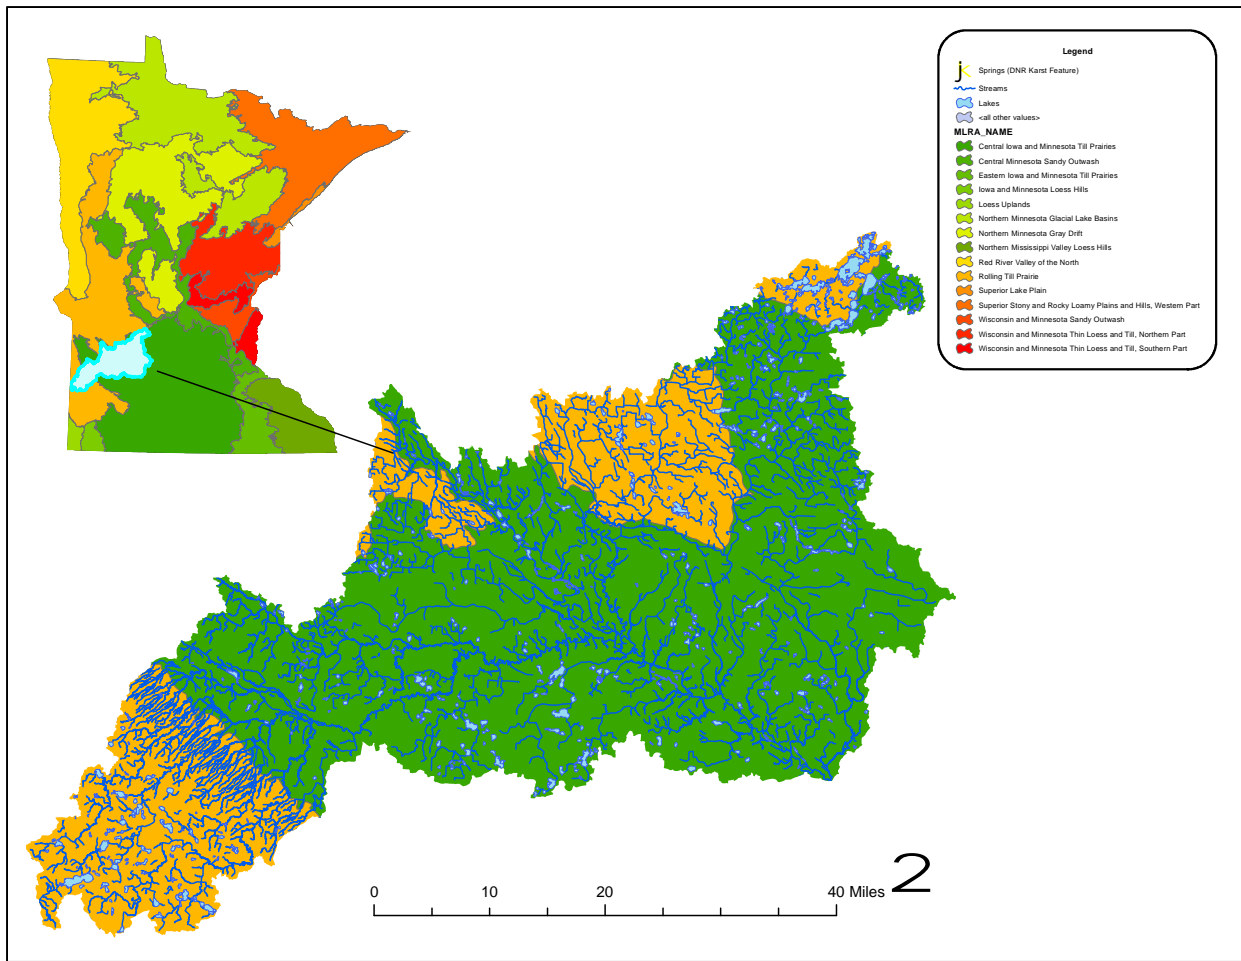 Legend
j Springs (DNR Karst Feature)
Streams
Lakes
<all other values>
MLRA_NAME
Central Iowa and Minnesota Till Prairies
Central Minnesota Sandy Outwash
Eastern Iowa and Minnesota Till Prairies
Iowa and Minnesota Loess Hills
Loess Uplands
Northern Minnesota Glacial Lake Basins
Northern Minnesota Gray Drift
Northern Mississippi Valley Loess Hills
Red River Valley of the North
Rolling Till Prairie
Superior Lake Plain
Superior Stony and Rocky Loamy Plains and Hills, Western Part
Wisconsin and Minnesota Sandy Outwash
Wisconsin and Minnesota Thin Loess and Till, Northern Part
Wisconsin and Minnesota Thin Loess and Till, Southern Part
0 10 20 40 Miles 2